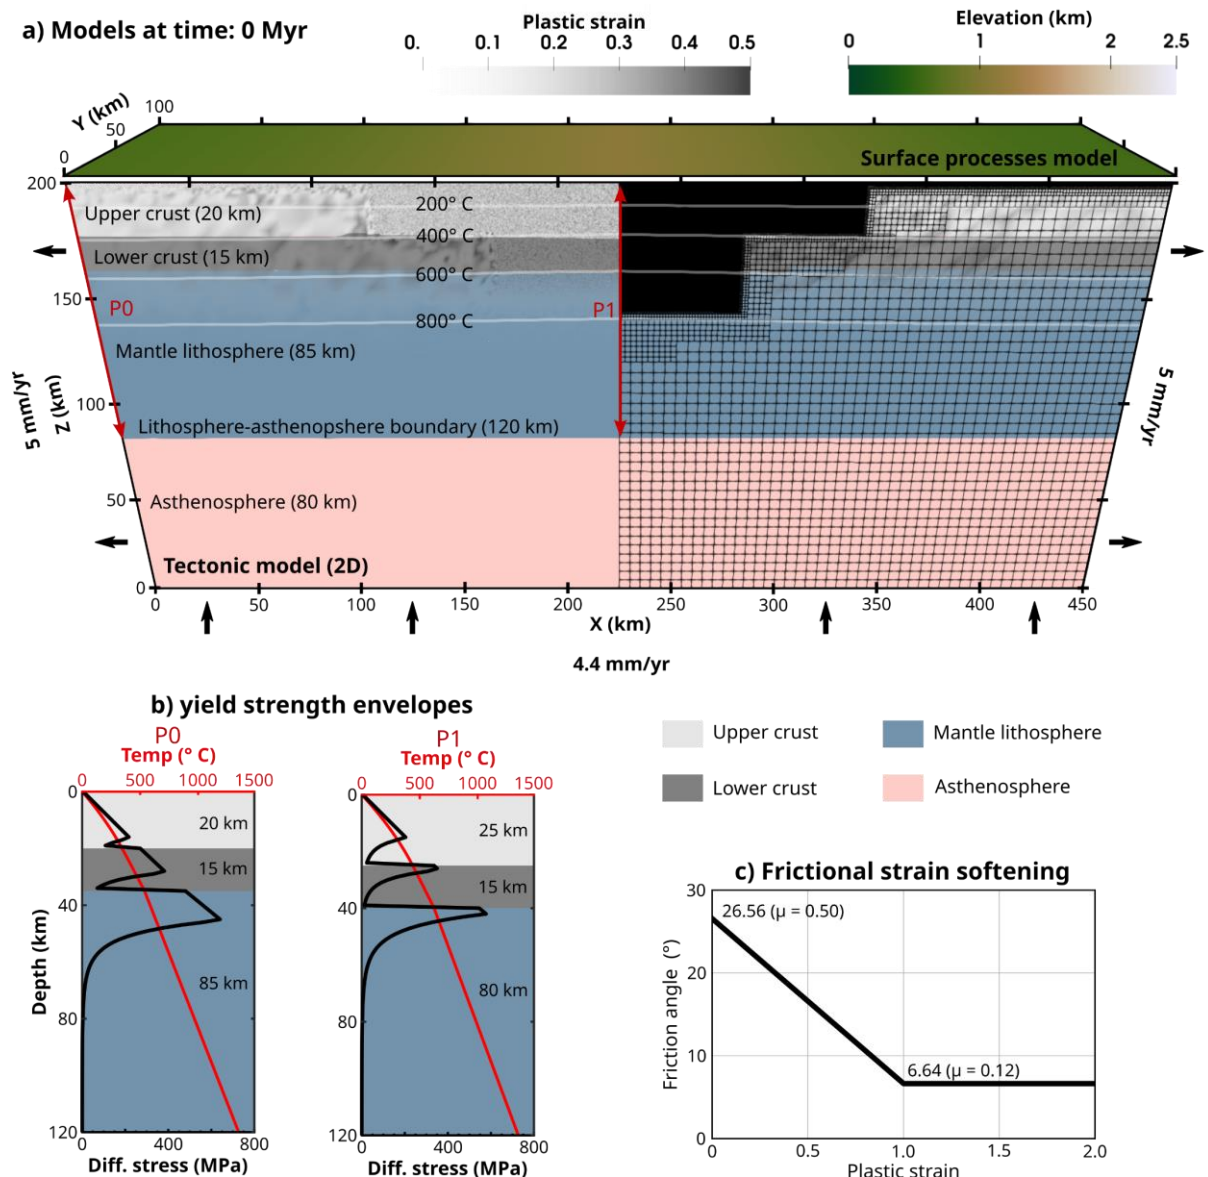 a) Models at time: 0 Myr
Plastic strain
0. 0.1 0.2 0.3 0.4 0.5
Elevation (km)
0 1 2 2.5
Y (km)
0 50 100
Surface processes model
200
150
100
50
0
Z (km)
5 mm/yr
Upper crust (20 km)
Lower crust (15 km)
200° C
400° C
600° C
800° C
P0
P1
Mantle lithosphere (85 km)
Lithosphere-asthenopshere boundary (120 km)
Asthenosphere (80 km)
Tectonic model (2D)
5 mm/yr
0 50 100 150 200 250 300 350 400 450
X (km)
4.4 mm/yr
b) yield strength envelopes
P0
Temp (° C)
0 500 1000 1500
0
40
80
120
Depth (km)
20 km
15 km
85 km
0 400 800
Diff. stress (MPa)
P1
Temp (° C)
0 500 1000 1500
0
40
80
120
25 km
15 km
80 km
0 400 800
Diff. stress (MPa)
Upper crust
Mantle lithosphere
Lower crust
Asthenosphere
c) Frictional strain softening
30
20
10
0
Friction angle (°)
26.56 (μ = 0.50)
6.64 (μ = 0.12)
0 0.5 1.0 1.5 2.0
Plastic strain